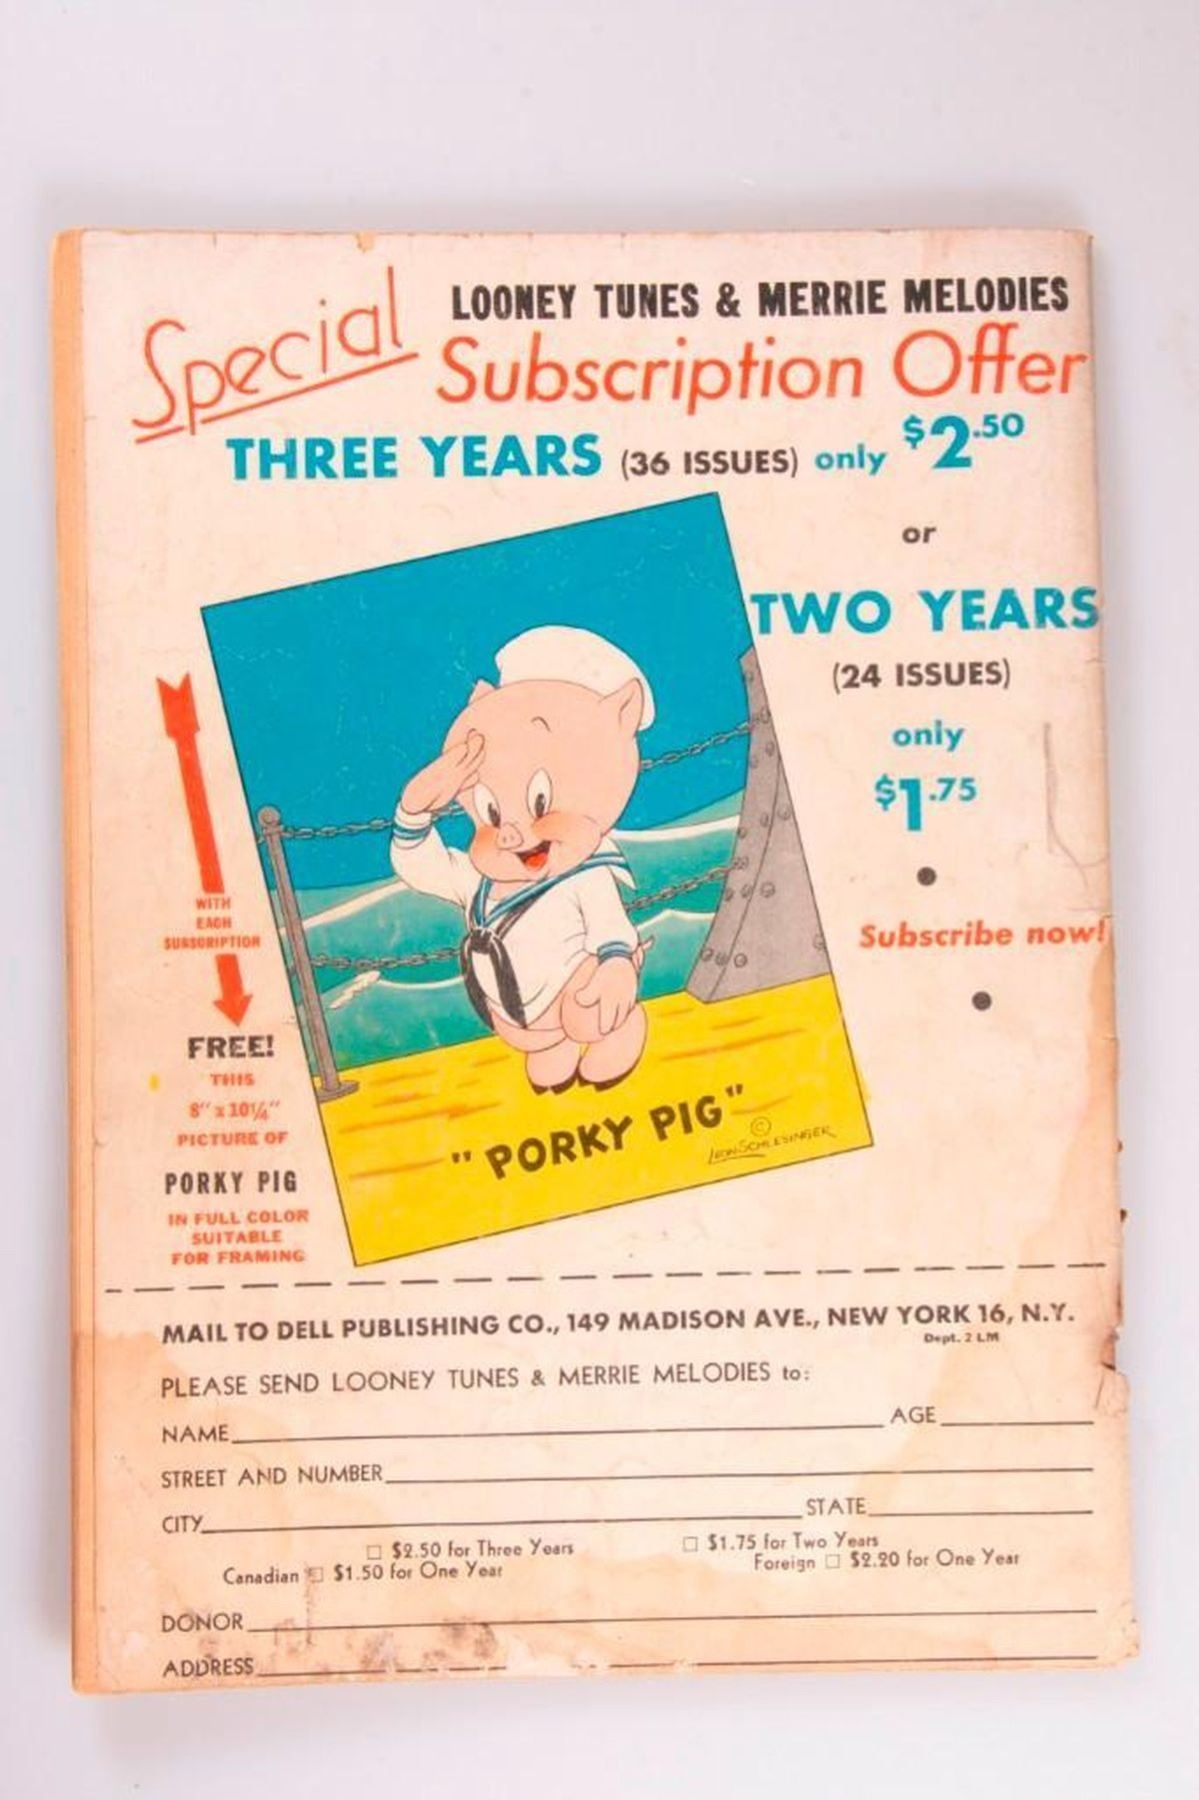 Special
LOONEY TUNES & MERRIE MELODIES
Subscription Offer
THREE YEARS (36 ISSUES) only $2.50
or
TWO YEARS
(24 ISSUES)
only
$1.75
Subscribe now!
WITH
EACH
SUBSCRIPTION
FREE!
THIS
8" x 10¼"
PICTURE OF
PORKY PIG
IN FULL COLOR
SUITABLE
FOR FRAMING
"PORKY PIG"
©
LEON SCHLESINGER
MAIL TO DELL PUBLISHING CO., 149 MADISON AVE., NEW YORK 16, N.Y.
Dept. 2 LM
PLEASE SEND LOONEY TUNES & MERRIE MELODIES to:
NAME AGE
STREET AND NUMBER
CITY STATE
$2.50 for Three Years $1.75 for Two Years
Canadian $1.50 for One Year Foreign $2.20 for One Year
DONOR
ADDRESS